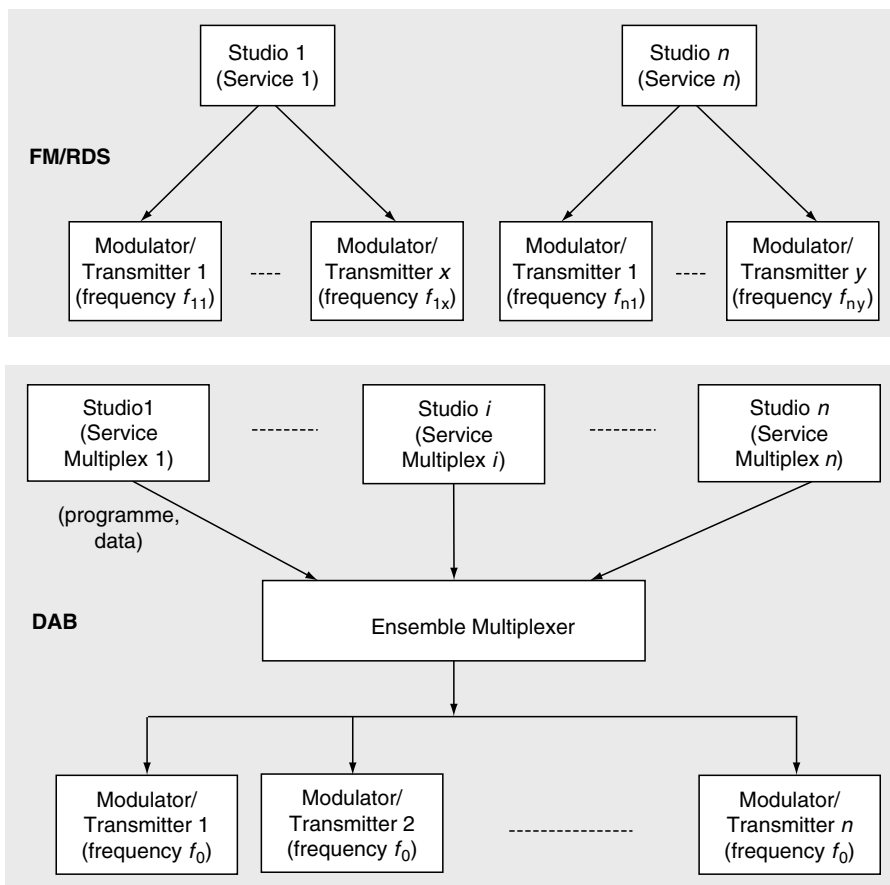 Studio 1
(Service 1)
Studio n
(Service n)
FM/RDS
Modulator/
Transmitter 1
(frequency f11)
Modulator/
Transmitter x
(frequency f1x)
Modulator/
Transmitter 1
(frequency fn1)
Modulator/
Transmitter y
(frequency fny)
Studio1
(Service
Multiplex 1)
Studio i
(Service
Multiplex i)
Studio n
(Service
Multiplex n)
(programme,
data)
DAB
Ensemble Multiplexer
Modulator/
Transmitter 1
(frequency f0)
Modulator/
Transmitter 2
(frequency f0)
Modulator/
Transmitter n
(frequency f0)